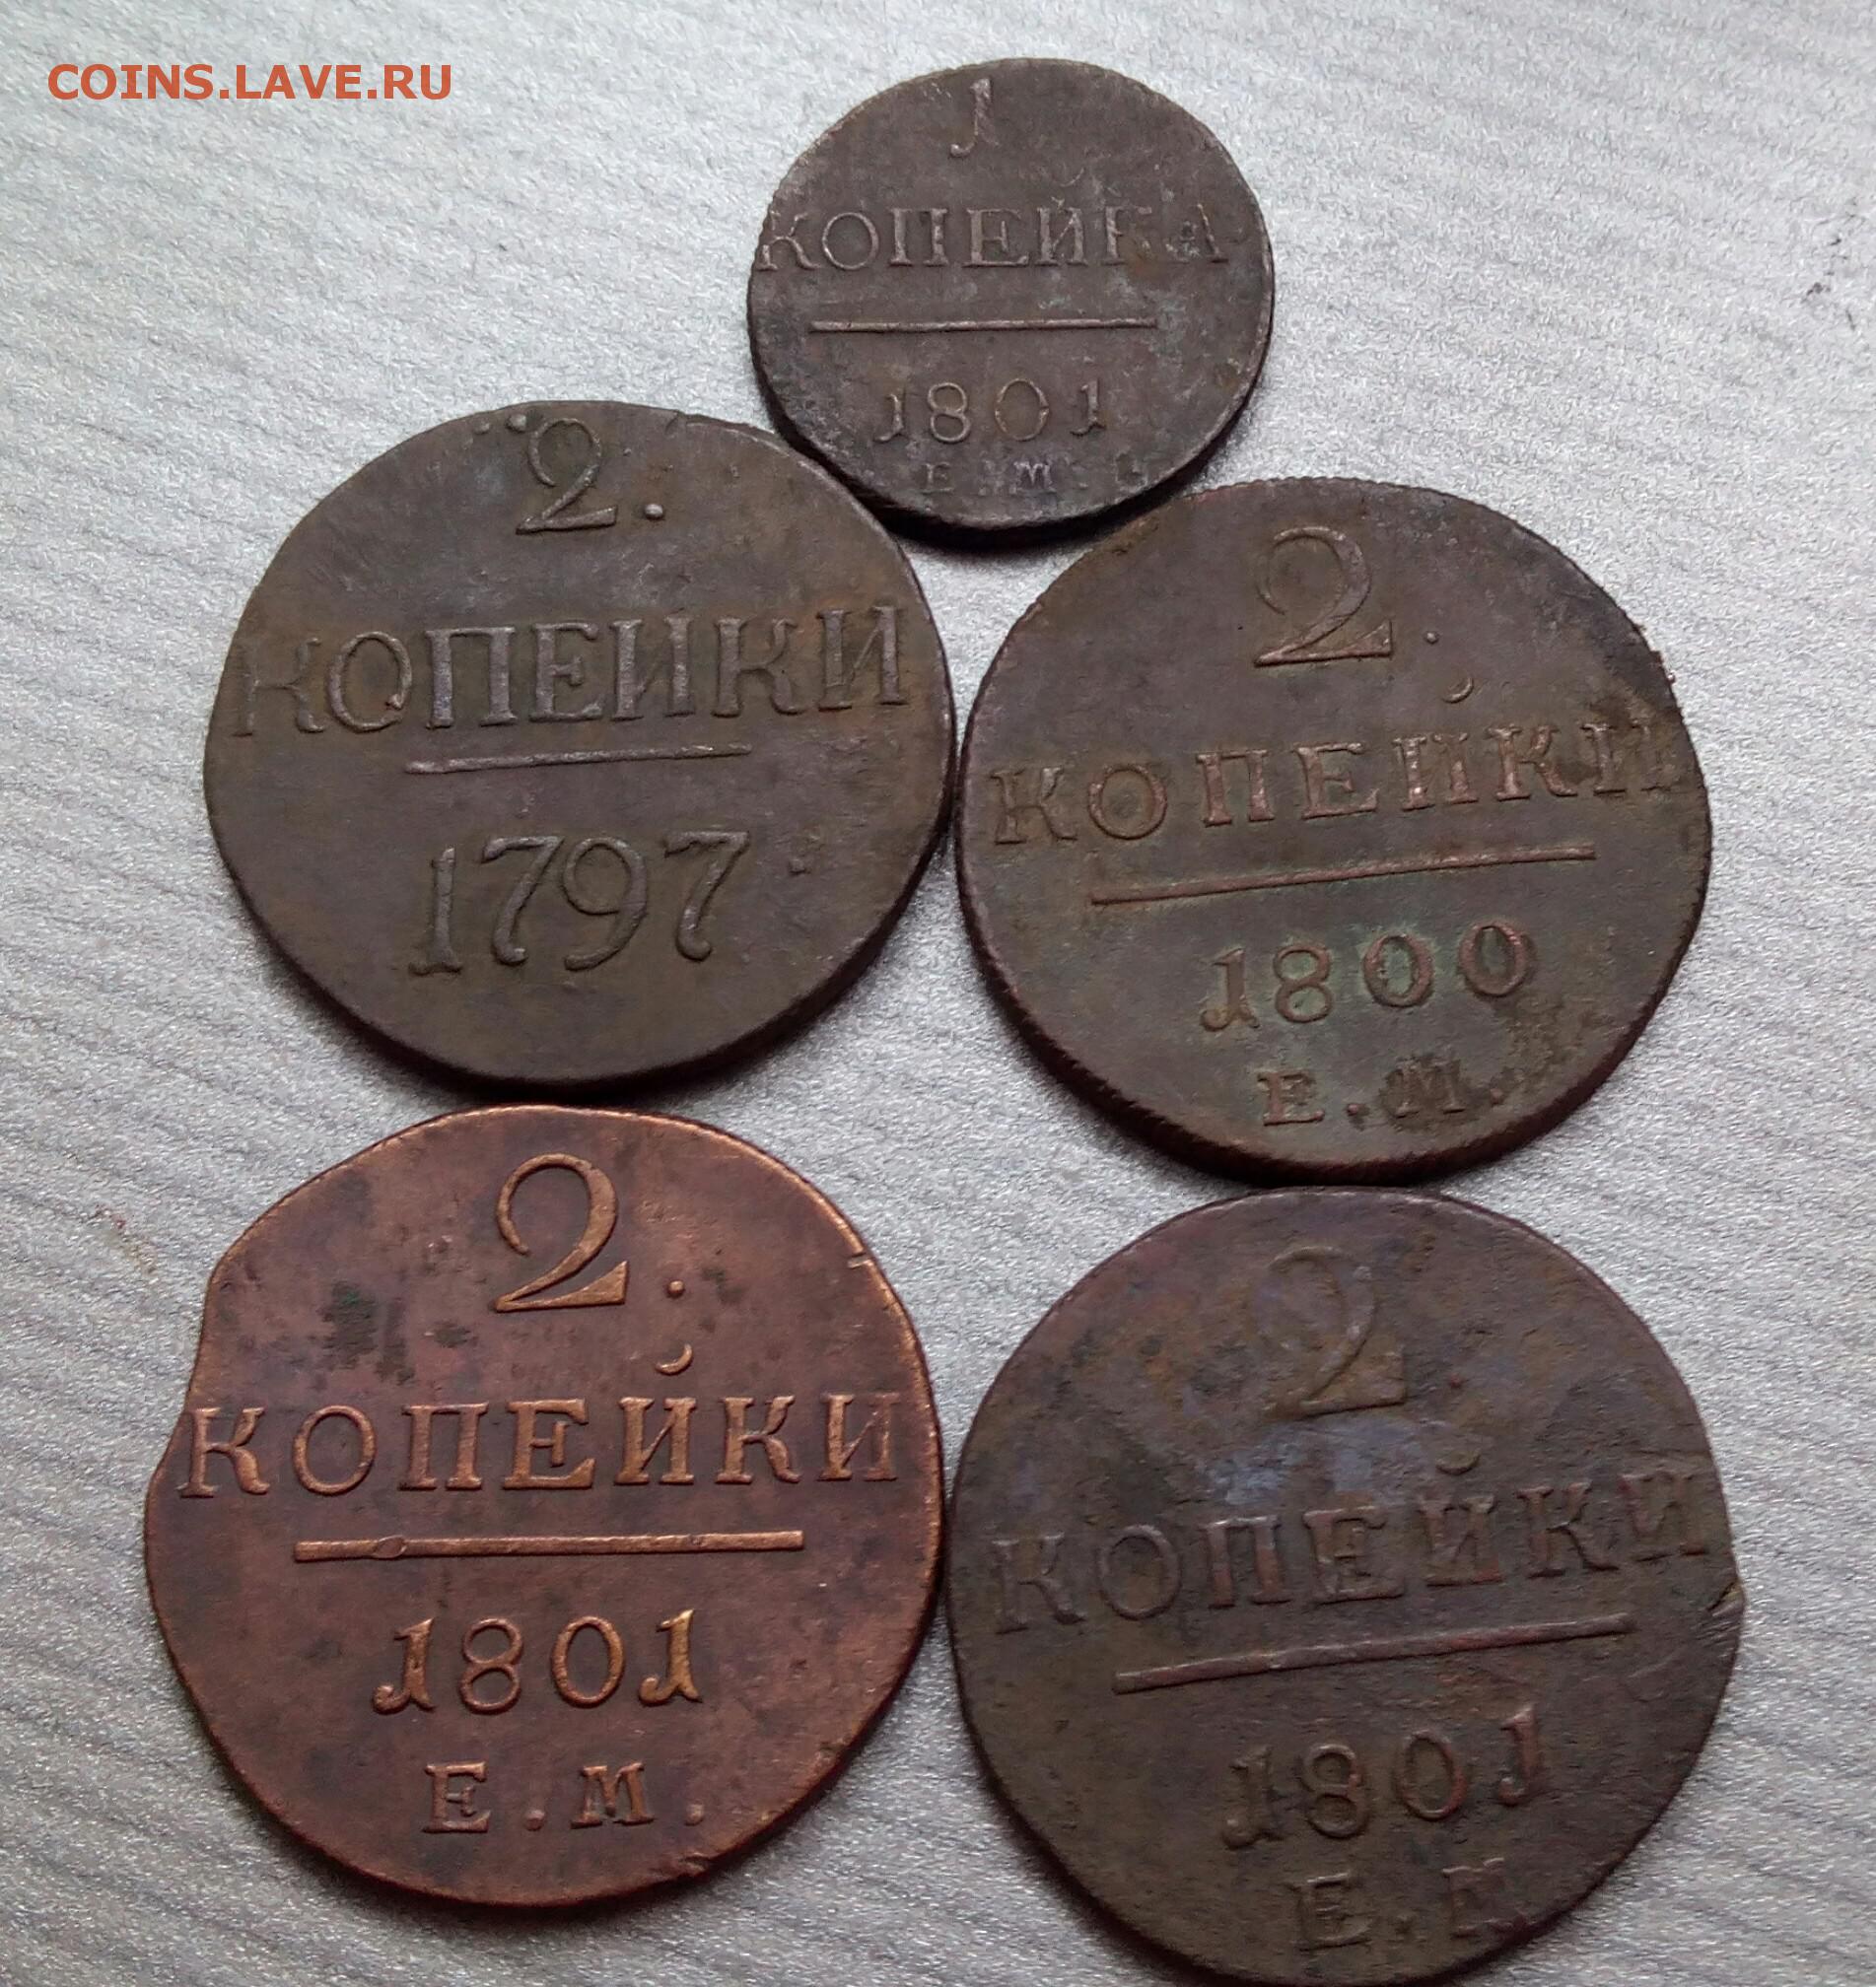 COINS.LAVE.RU
1
КОПЕЙКА
1801
Е.М.
2.
КОПЕЙКИ
1797.
2.
КОПЕЙКИ
1800
Е.М.
2.
КОПЕЙКИ
1801
Е.М.
2.
КОПЕЙКИ
1801
Е.